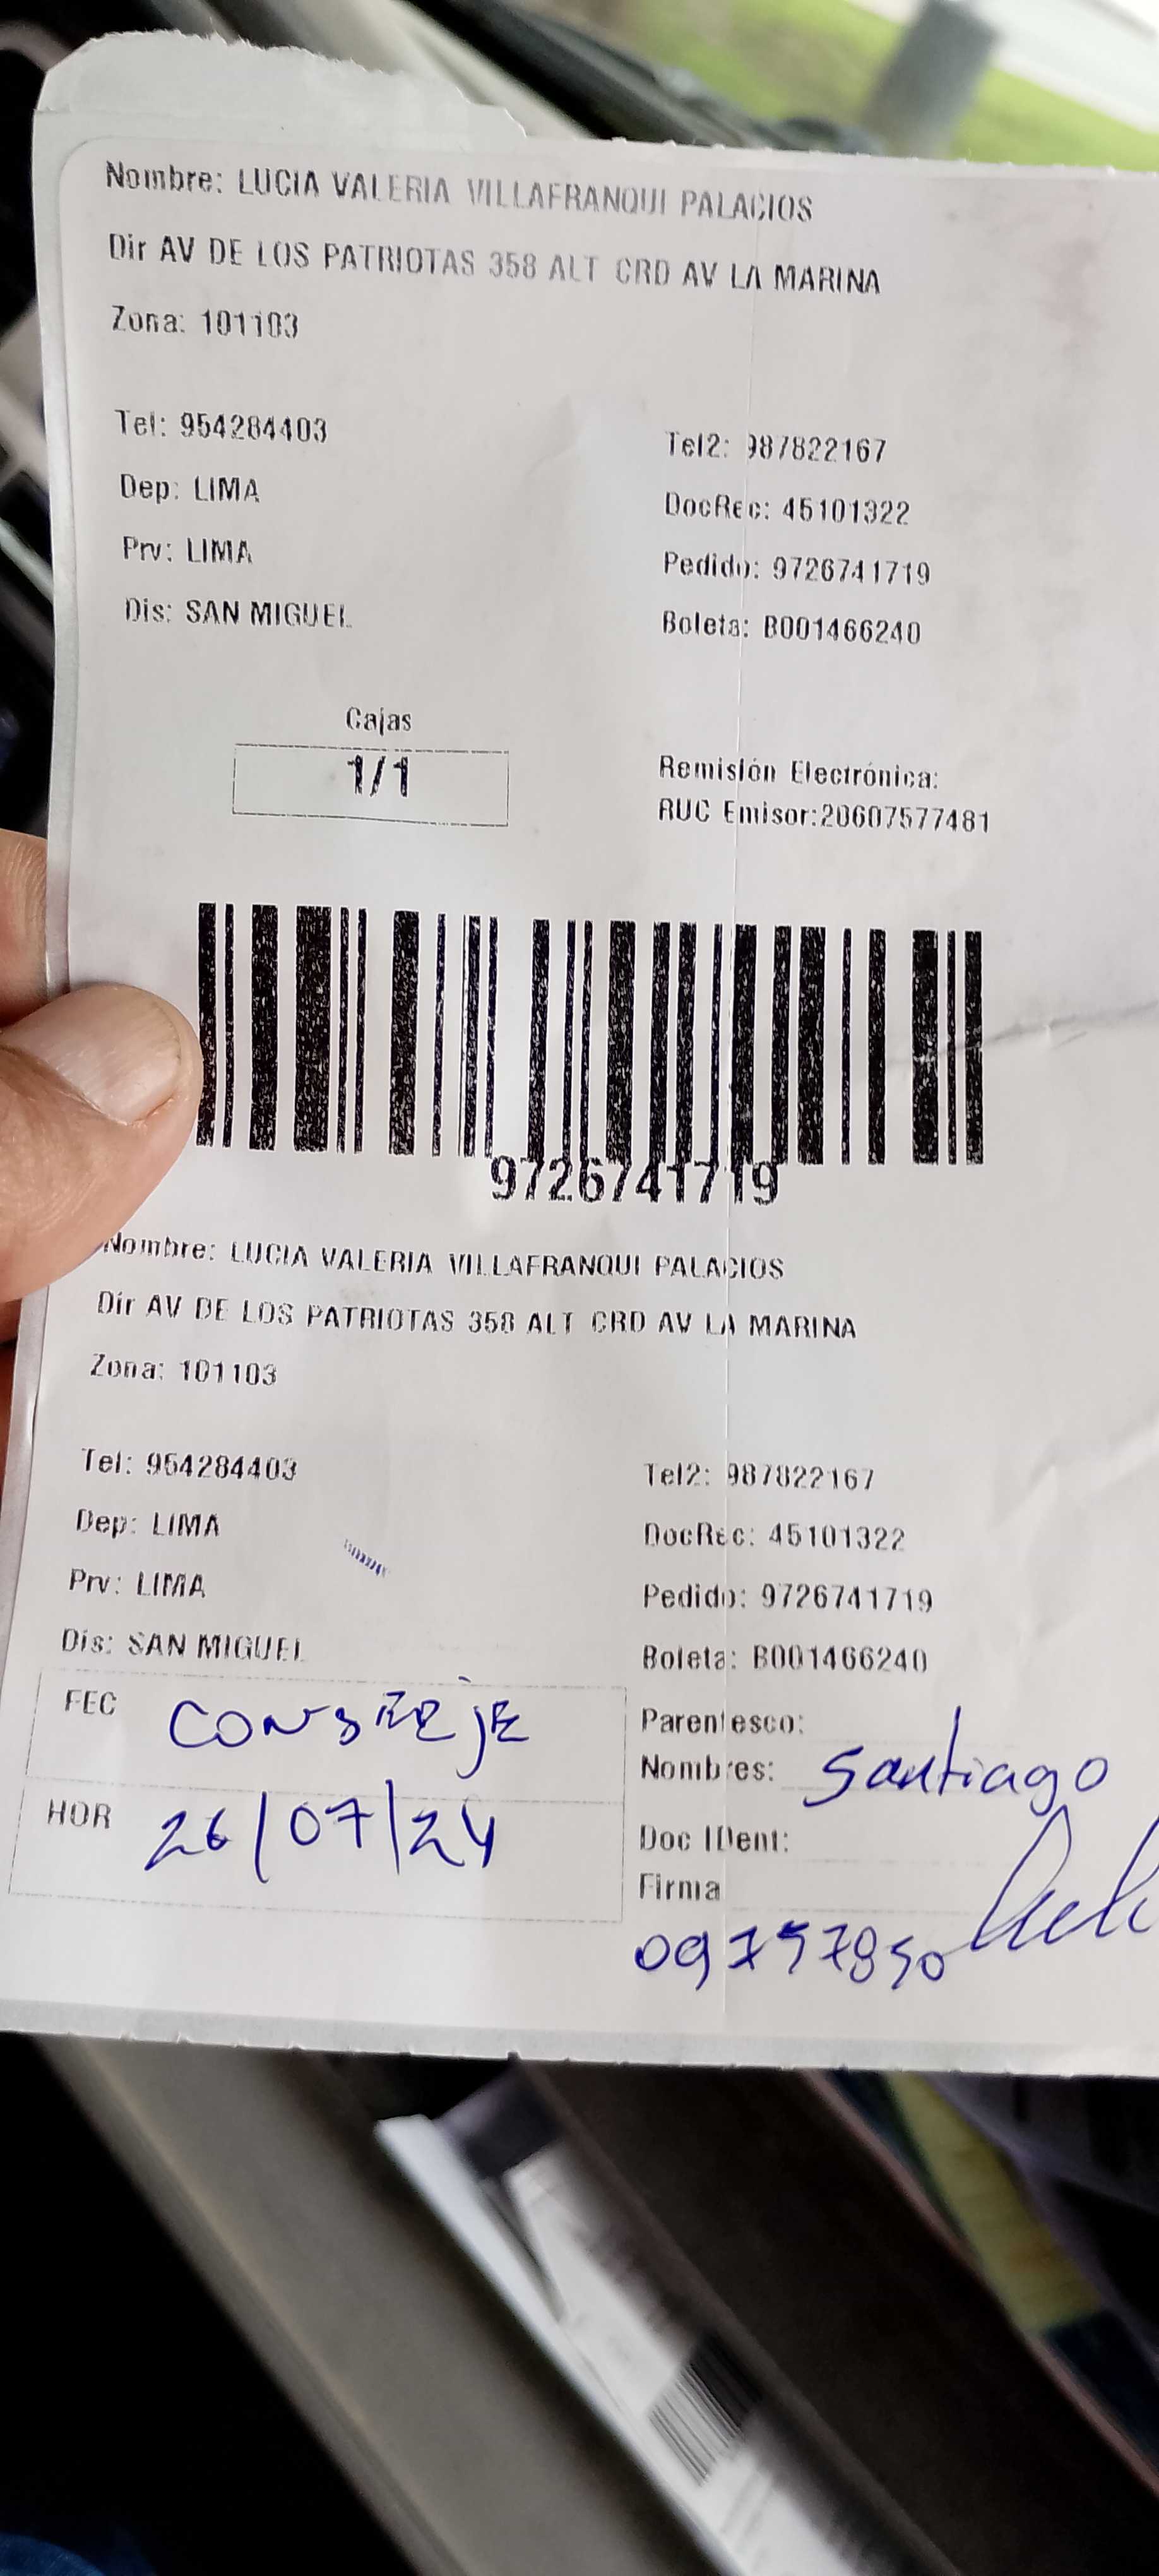 Nombre: LUCIA VALERIA VILLAFRANQUI PALACIOS
Dir AV DE LOS PATRIOTAS 358 ALT CRD AV LA MARINA
Zona: 101103
Tel: 954284403 Tel2: 987822167
Dep: LIMA DocRec: 45101322
Prv: LIMA Pedido: 9726741719
Dis: SAN MIGUEL Boleta: B001466240
Cajas
1/1
Remisión Electrónica:
RUC Emisor:20607577481
9726741719
Nombre: LUCIA VALERIA VILLAFRANQUI PALACIOS
Dir AV DE LOS PATRIOTAS 358 ALT CRD AV LA MARINA
Zona: 101103
Tel: 954284403 Tel2: 987822167
Dep: LIMA DocRec: 45101322
Prv: LIMA Pedido: 9726741719
Dis: SAN MIGUEL Boleta: B001466240
FEC
Parentesco:
Nombres: Santiago
HOR 26/07/24
Doc IDent:
Firma